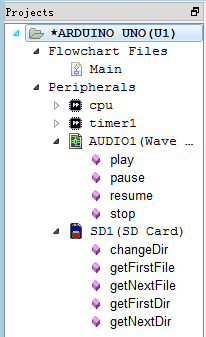 Projects
*ARDUINO UNO(U1)
Flowchart Files
Main
Peripherals
cpu
timer1
AUDIO1(Wave ...
play
pause
resume
stop
SD1(SD Card)
changeDir
getFirstFile
getNextFile
getFirstDir
getNextDir